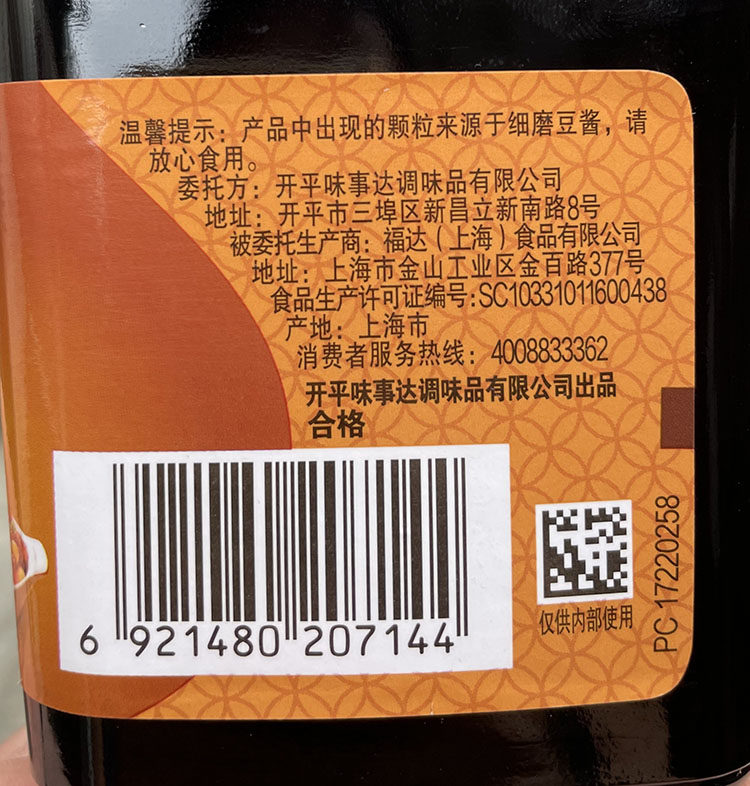 温馨提示：产品中出现的颗粒来源于细磨豆酱，请
放心食用。
委托方：开平味事达调味品有限公司
地址：开平市三埠区新昌立新南路8号
被委托生产商：福达（上海）食品有限公司
地址：上海市金山工业区金百路377号
食品生产许可证编号:SC10331011600438
产地：上海市
消费者服务热线：4008833362
开平味事达调味品有限公司出品
合格
6 921480 207144
仅供内部使用
PC 17220258